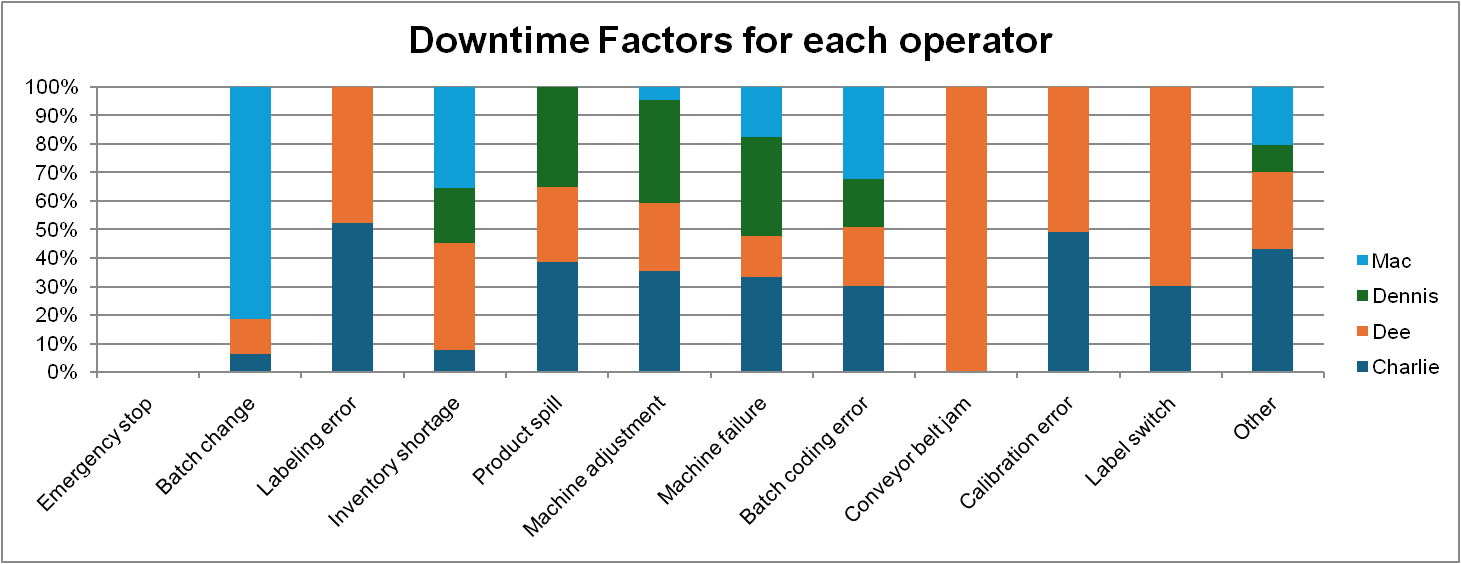 Downtime Factors for each operator
100%
90%
80%
70%
60%
50%
40%
30%
20%
10%
0%
Emergency stop
Batch change
Labeling error
Inventory shortage
Product spill
Machine adjustment
Machine failure
Batch coding error
Conveyor belt jam
Calibration error
Label switch
Other
Mac
Dennis
Dee
Charlie